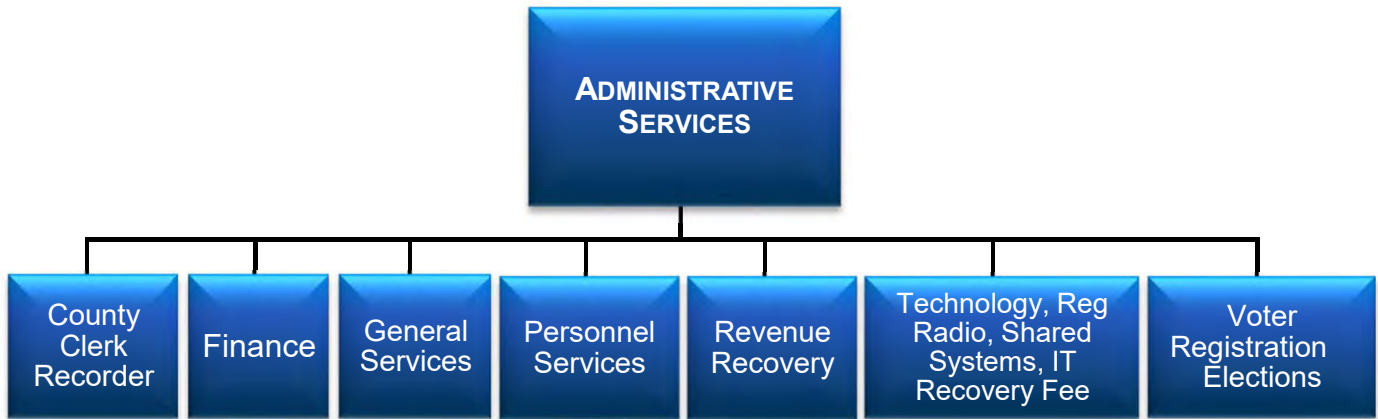 ADMINISTRATIVE
SERVICES
County
Clerk
Recorder
Finance
General
Services
Personnel
Services
Revenue
Recovery
Technology, Reg
Radio, Shared
Systems, IT
Recovery Fee
Voter
Registration
Elections